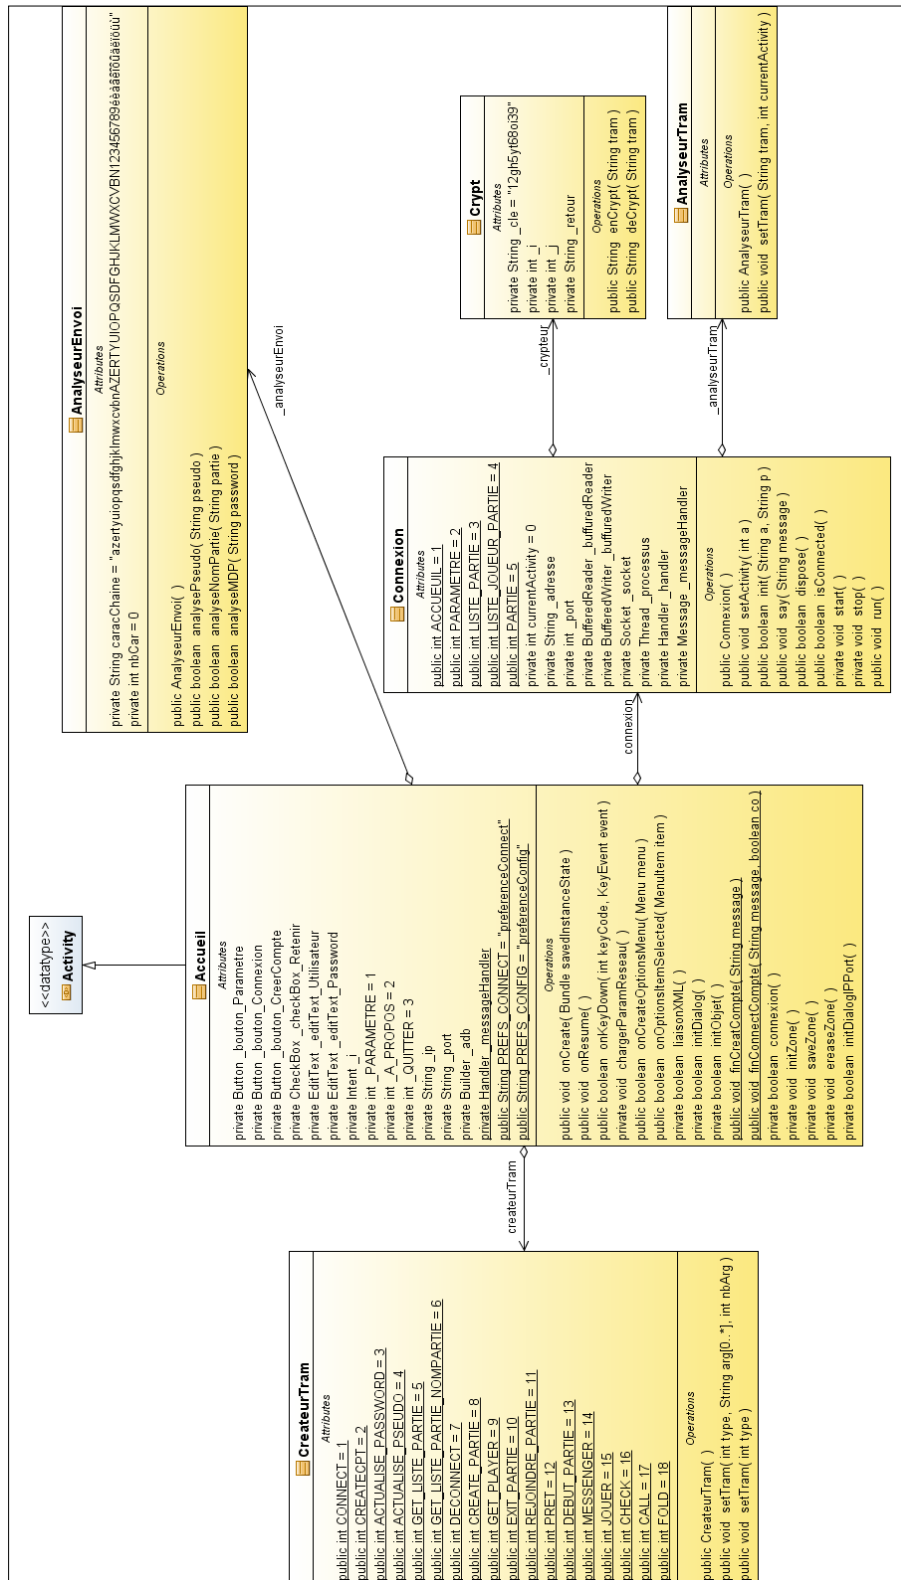 <<datatype>>
Activity
AnalyseurEnvoi
Attributes
private String caracChaine = "azertyuiopqsdfghjklmwxcvbnAZERTYUIOPQSDFGHJKLMWXCVBN123456789
private int nbCar = 0
Operations
public AnalyseurEnvoi( )
public boolean analysePseudo( String pseudo )
public boolean analyseNomPartie( String partie )
public boolean analyseMDP( String password )
_analyseurEnvoi
Accueil
Attributes
private Button _bouton_Parametre
private Button _bouton_Connexion
private Button _bouton_CreerCompte
private CheckBox _checkBox_Retenir
private EditText _editText_Utilisateur
private EditText _editText_Password
private Intent _i
private int _PARAMETRE = 1
private int _A_PROPOS = 2
private int _QUITTER = 3
private String _ip
private String _port
private Builder _adb
private Handler _messageHandler
public String PREFS_CONNECT = "preferenceConnect"
public String PREFS_CONFIG = "preferenceConfig"
Operations
public void onCreate( Bundle savedInstanceState )
public void onResume( )
public boolean onKeyDown( int keyCode, KeyEvent event )
private void chargerParamReseau( )
public boolean onCreateOptionsMenu( Menu menu )
public boolean onOptionsItemSelected( MenuItem item )
private boolean liaisonXML( )
private boolean initDialog( )
private boolean initObjet( )
public void finCreatCompte( String message )
public void finConnectCompte( String message, boolean co )
private boolean connexion( )
private void initZone( )
private void saveZone( )
private void ereaseZone( )
private boolean initDialogIPPort( )
createurTram
connexion
CreateurTram
Attributes
public int CONNECT = 1
public int CREATECPT = 2
public int ACTUALISE_PASSWORD = 3
public int ACTUALISE_PSEUDO = 4
public int GET_LISTE_PARTIE = 5
public int GET_LISTE_PARTIE_NOMPARTIE = 6
public int DECONNECT = 7
public int CREATE_PARTIE = 8
public int GET_PLAYER = 9
public int EXIT_PARTIE = 10
public int REJOINDRE_PARTIE = 11
public int PRET = 12
public int DEBUT_PARTIE = 13
public int MESSENGER = 14
public int JOUER = 15
public int CHECK = 16
public int CALL = 17
public int FOLD = 18
Operations
public CreateurTram( )
public void setTram( int type, String arg[0..*], int nbArg )
public void setTram( int type )
Connexion
Attributes
public int ACCUEUIL = 1
public int PARAMETRE = 2
public int LISTE_PARTIE = 3
public int LISTE_JOUEUR_PARTIE = 4
public int PARTIE = 5
private int currentActivity = 0
private String _adresse
private int _port
private BufferedReader _buffuredReader
private BufferedWriter _buffuredWriter
private Socket _socket
private Thread _processus
private Handler _handler
private Message _messageHandler
Operations
public Connexion( )
public void setActivity( int a )
public boolean init( String a, String p )
public void say( String message )
public boolean dispose( )
public boolean isConnected( )
private void start( )
private void stop( )
public void run( )
_crypteur
_analyseurTram
Crypt
Attributes
private String _cle = "12gh5yt68oi39"
private int _i
private int _j
private String _retour
Operations
public String enCrypt( String tram )
public String deCrypt( String tram )
AnalyseurTram
Attributes
Operations
public AnalyseurTram( )
public void setTram( String tram, int currentActivity )